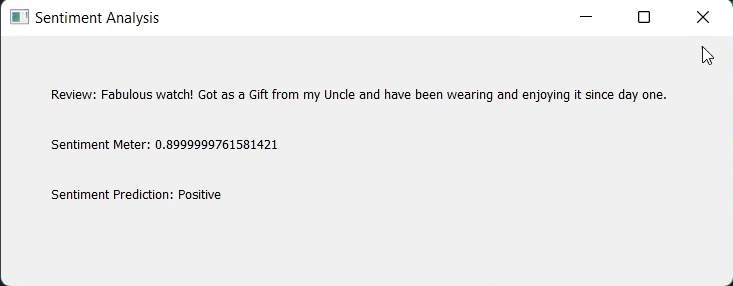 Sentiment Analysis
Review: Fabulous watch! Got as a Gift from my Uncle and have been wearing and enjoying it since day one.
Sentiment Meter: 0.8999999761581421
Sentiment Prediction: Positive